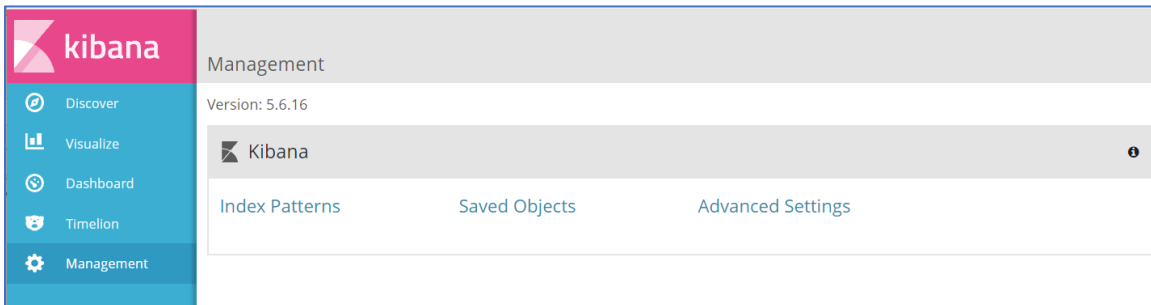 kibana
Discover
Visualize
Dashboard
Timelion
Management
Management
Version: 5.6.16
Kibana
Index Patterns Saved Objects Advanced Settings